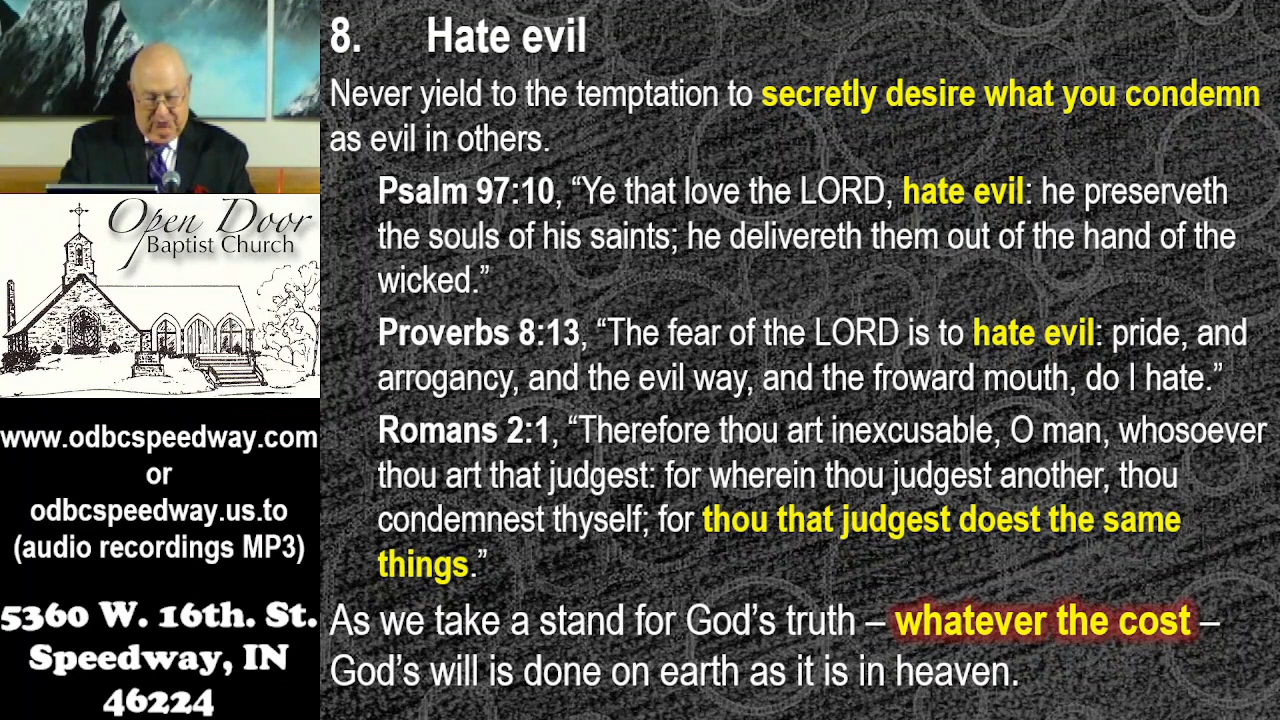 8. Hate evil
Never yield to the temptation to secretly desire what you condemn
as evil in others.
Psalm 97:10, “Ye that love the LORD, hate evil: he preserveth
the souls of his saints; he delivereth them out of the hand of the
wicked.”
Proverbs 8:13, “The fear of the LORD is to hate evil: pride, and
arrogancy, and the evil way, and the froward mouth, do I hate.”
Romans 2:1, “Therefore thou art inexcusable, O man, whosoever
thou art that judgest: for wherein thou judgest another, thou
condemnest thyself; for thou that judgest doest the same
things.”
As we take a stand for God’s truth – whatever the cost –
God’s will is done on earth as it is in heaven.
Open Door
Baptist Church
www.odbcspeedway.com
or
odbcspeedway.us.to
(audio recordings MP3)
5360 W. 16th. St.
Speedway, IN
46224